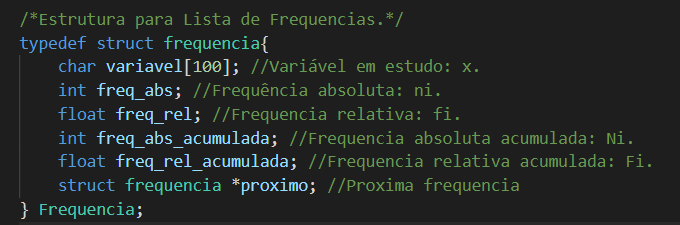 /*Estrutura para Lista de Frequencias.*/
typedef struct frequencia{
    char variavel[100]; //Variável em estudo: x.
    int freq_abs; //Frequência absoluta: ni.
    float freq_rel; //Frequencia relativa: fi.
    int freq_abs_acumulada; //Frequencia absoluta acumulada: Ni.
    float freq_rel_acumulada; //Frequencia relativa acumulada: Fi.
    struct frequencia *proximo; //Proxima frequencia
} Frequencia;